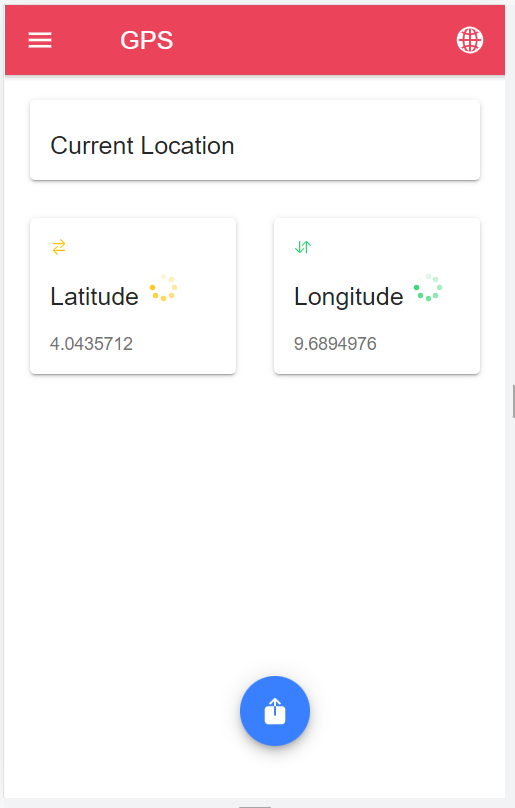 GPS
Current Location
Latitude
4.0435712
Longitude
9.6894976